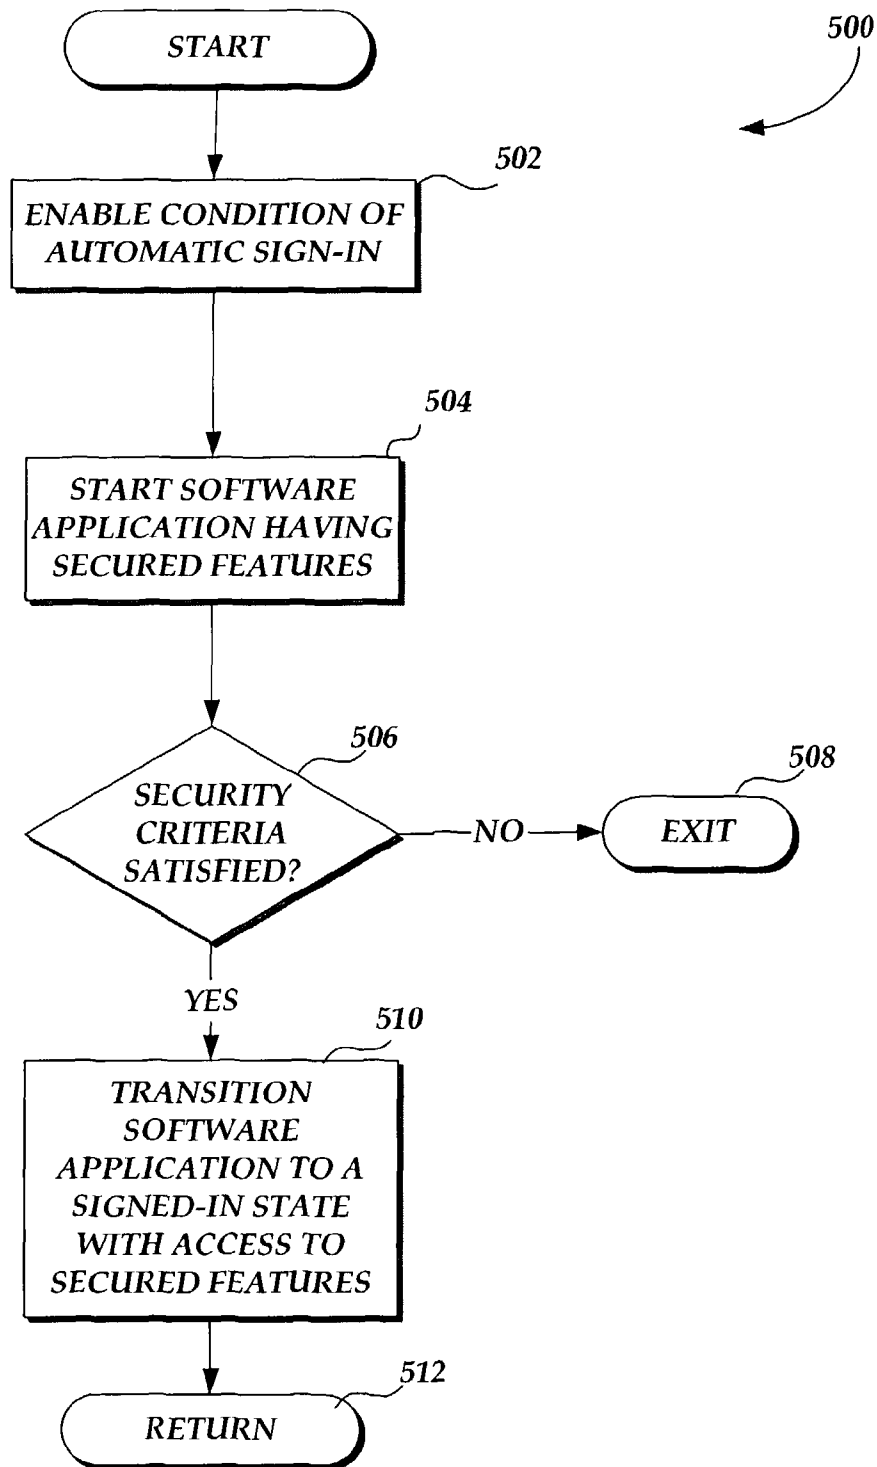 START
500
502
ENABLE CONDITION OF
AUTOMATIC SIGN-IN
504
START SOFTWARE
APPLICATION HAVING
SECURED FEATURES
506
SECURITY
CRITERIA
SATISFIED?
NO
508
EXIT
YES
510
TRANSITION
SOFTWARE
APPLICATION TO A
SIGNED-IN STATE
WITH ACCESS TO
SECURED FEATURES
512
RETURN